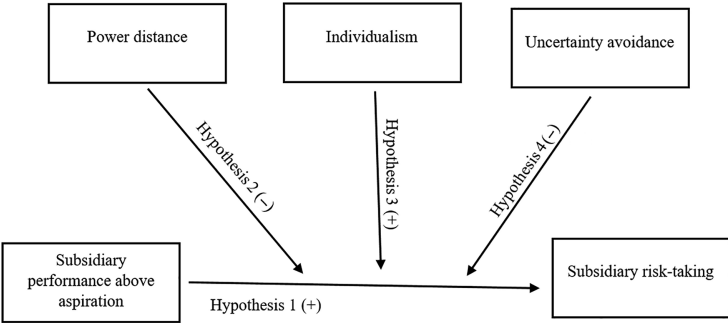 Power distance
Individualism
Uncertainty avoidance
Hypothesis 2 (–)
Hypothesis 3 (+)
Hypothesis 4 (–)
Subsidiary
performance above
aspiration
Hypothesis 1 (+)
Subsidiary risk-taking